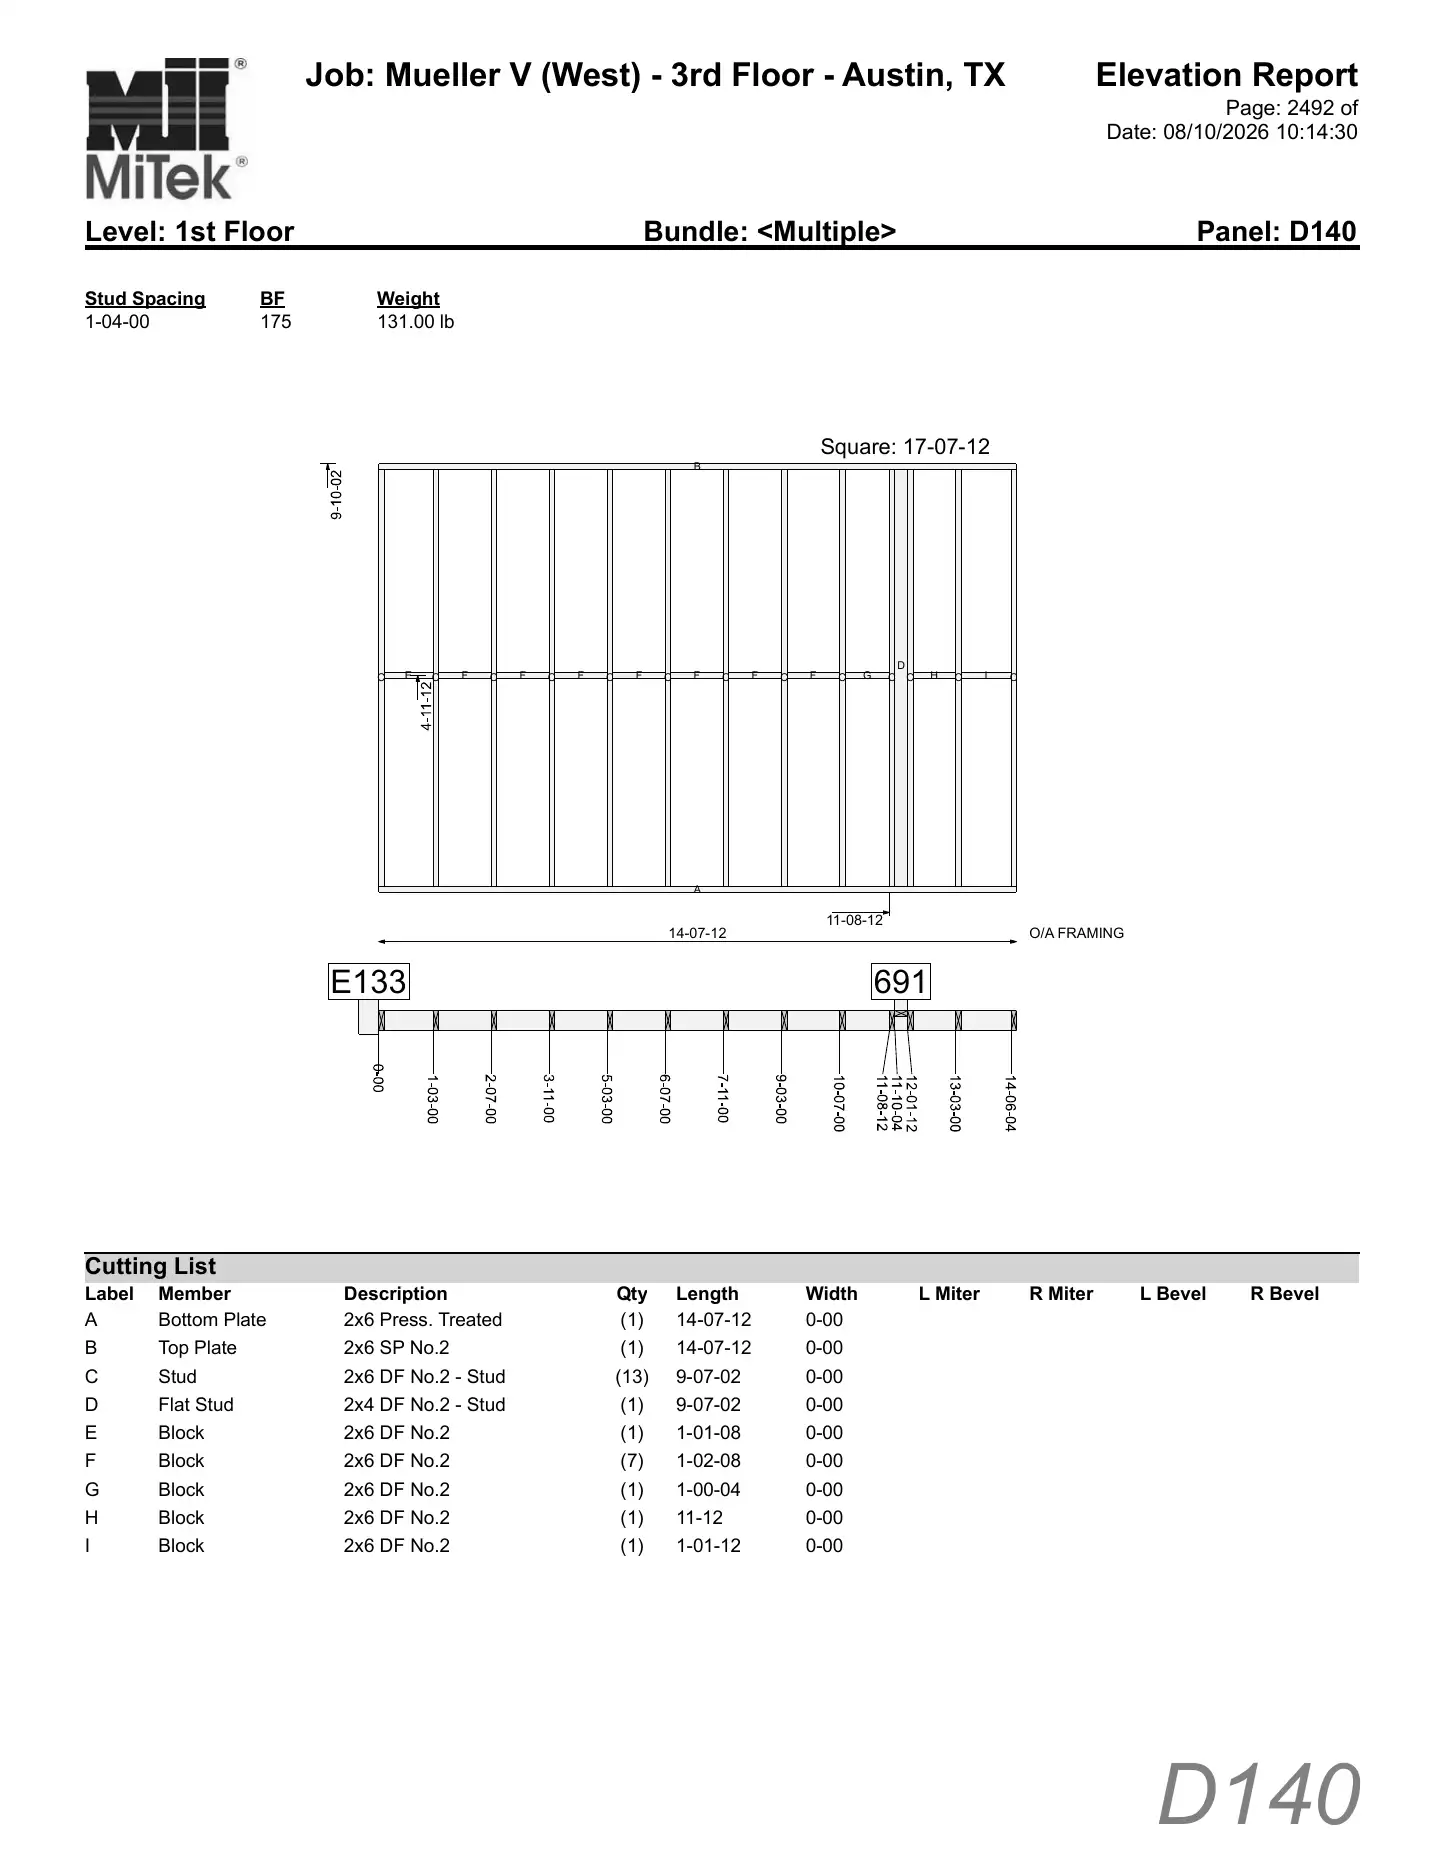 Job: Mueller V (West) - 3rd Floor - Austin, TX
Elevation Report
Page: 2492 of
Date: 08/10/2026 10:14:30
MiTek®
Level: 1st Floor Bundle: <Multiple> Panel: D140
Stud Spacing BF Weight
1-04-00 175 131.00 lb
Square: 17-07-12
B
9-10-02
D
E F F F F F F F G H I
4-11-12
A
11-08-12
14-07-12 O/A FRAMING
E133 691
0-00 1-03-00 2-07-00 3-11-00 5-03-00 6-07-00 7-11-00 9-03-00 10-07-00 11-08-12 11-10-04 12-01-12 13-03-00 14-06-04
Cutting List
Label Member Description Qty Length Width L Miter R Miter L Bevel R Bevel
A Bottom Plate 2x6 Press. Treated (1) 14-07-12 0-00
B Top Plate 2x6 SP No.2 (1) 14-07-12 0-00
C Stud 2x6 DF No.2 - Stud (13) 9-07-02 0-00
D Flat Stud 2x4 DF No.2 - Stud (1) 9-07-02 0-00
E Block 2x6 DF No.2 (1) 1-01-08 0-00
F Block 2x6 DF No.2 (7) 1-02-08 0-00
G Block 2x6 DF No.2 (1) 1-00-04 0-00
H Block 2x6 DF No.2 (1) 11-12 0-00
I Block 2x6 DF No.2 (1) 1-01-12 0-00
D140